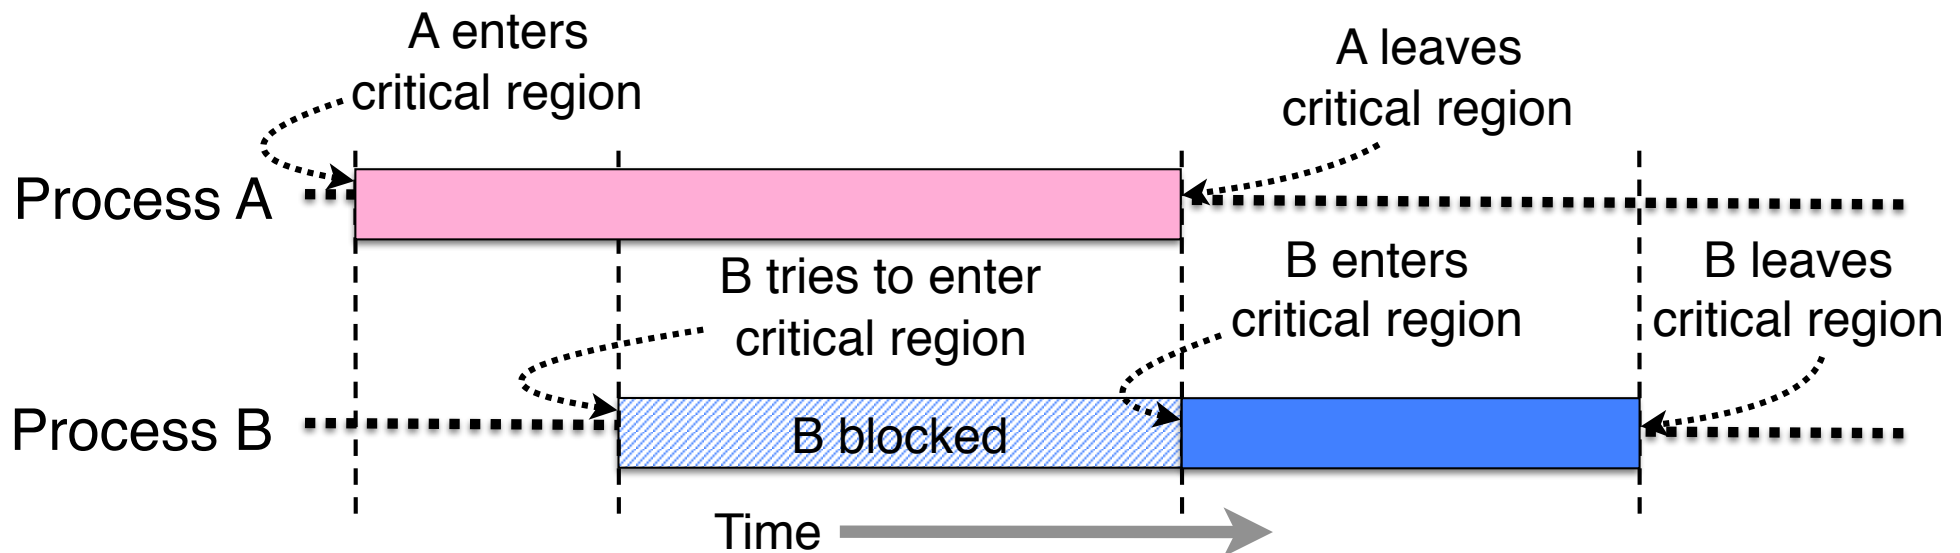 A enters
critical region
A leaves
critical region
Process A
B tries to enter
critical region
B enters
critical region
B leaves
critical region
Process B
B blocked
Time